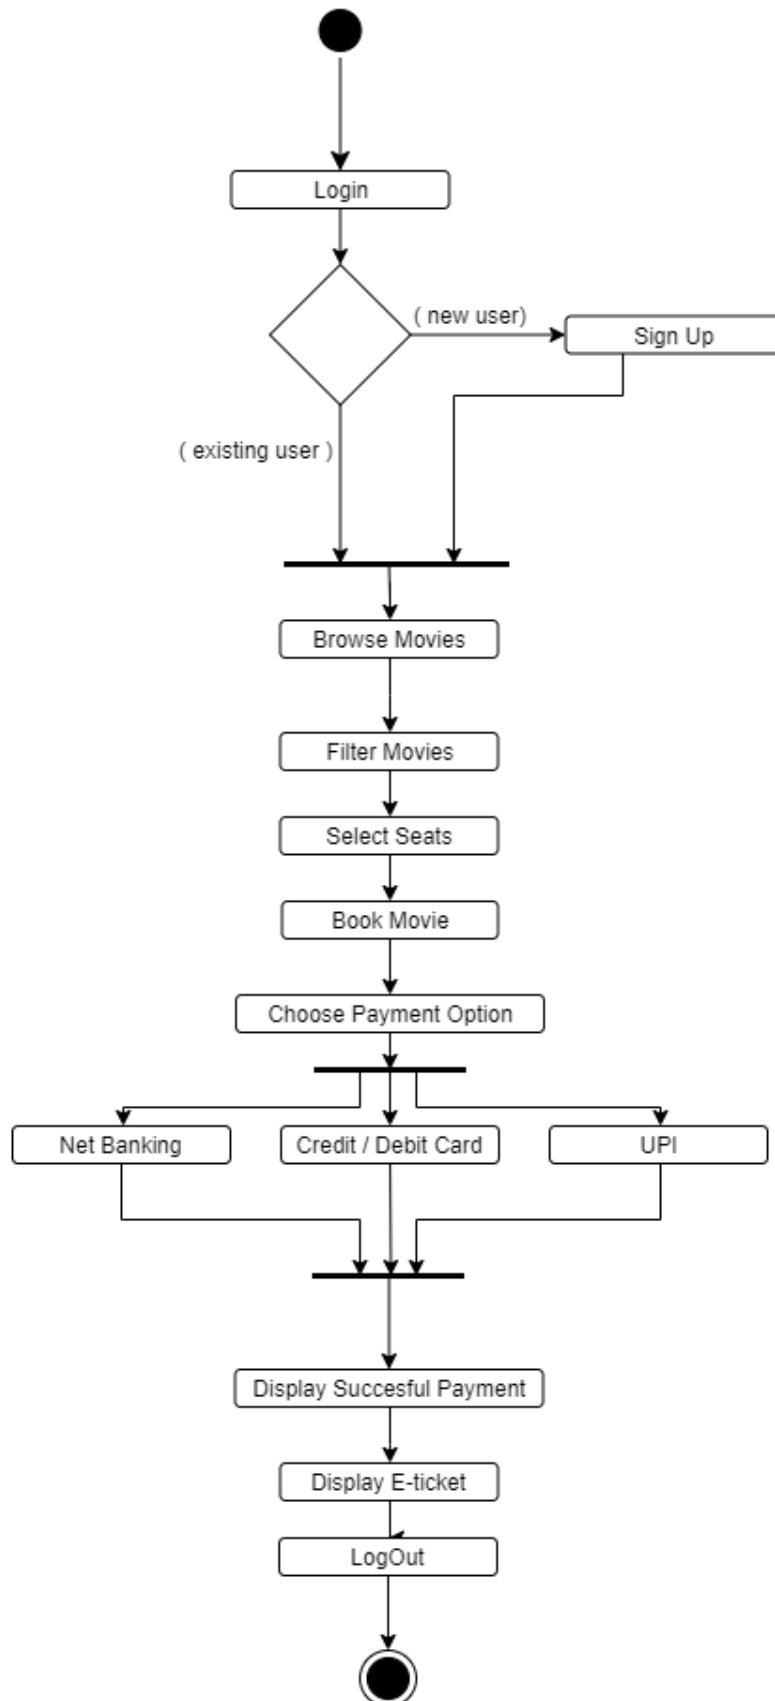 Login
( new user)
Sign Up
( existing user )
Browse Movies
Filter Movies
Select Seats
Book Movie
Choose Payment Option
Net Banking
Credit / Debit Card
UPI
Display Succesful Payment
Display E-ticket
LogOut